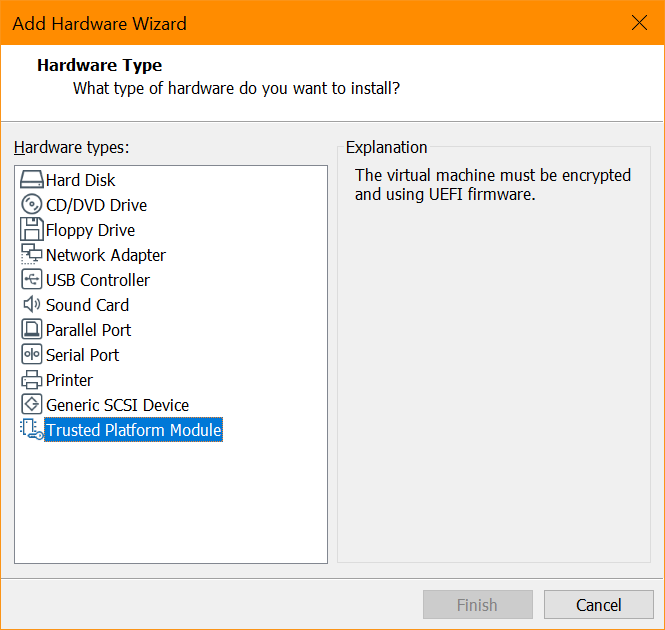 Add Hardware Wizard
Hardware Type
What type of hardware do you want to install?
Hardware types:
Hard Disk
CD/DVD Drive
Floppy Drive
Network Adapter
USB Controller
Sound Card
Parallel Port
Serial Port
Printer
Generic SCSI Device
Trusted Platform Module
Explanation
The virtual machine must be encrypted
and using UEFI firmware.
Finish
Cancel